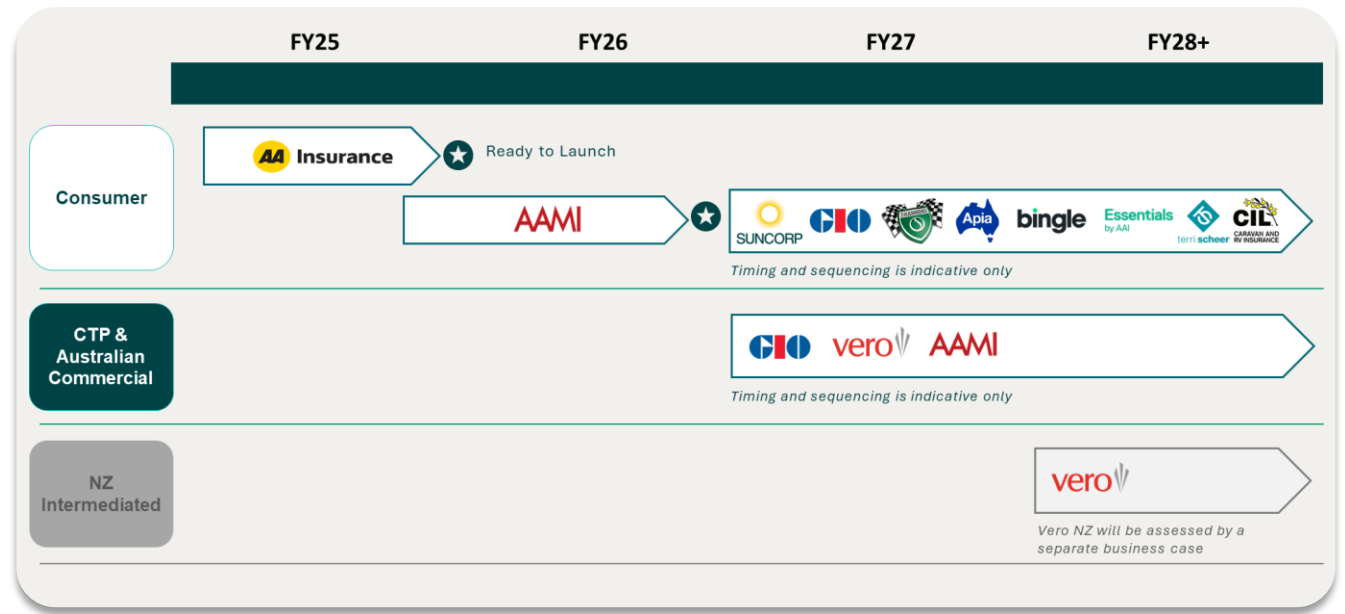 FY25 FY26 FY27 FY28+
Consumer
AA Insurance
Ready to Launch
AAMI
SUNCORP
GIO
SHANNONS
Apia
bingle
Essentials
by AAI
terri scheer
CIL
CARAVAN AND
RV INSURANCE
Timing and sequencing is indicative only
CTP &
Australian
Commercial
GIO vero AAMI
Timing and sequencing is indicative only
NZ
Intermediated
vero
Vero NZ will be assessed by a
separate business case